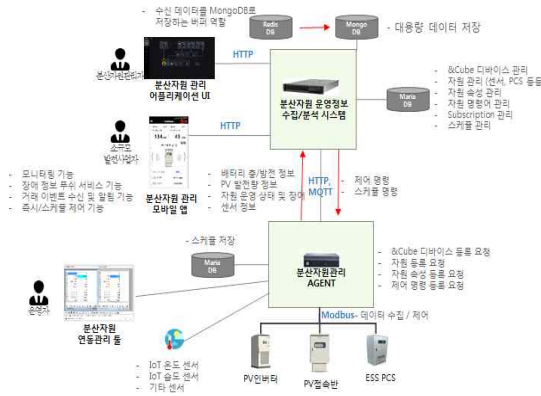 - 수신 데이터를 MongoDB로
저장하는 버퍼 역할
Redis
DB
Mongo
DB
- 대용량 데이터 저장
HTTP
분산자원관리자
분산자원 관리
어플리케이션 UI
분산자원 운영정보
수집/분석 시스템
Maria
DB
- &Cube 디바이스 관리
- 자원 관리 (센서, PCS 등등
- 자원 속성 관리
- 자원 명령어 관리
- Subscription 관리
- 스케쥴 관리
HTTP
소규모
발전사업자
- 모니터링 기능
- 장애 정보 푸쉬 서비스 기능
- 거래 이벤트 수신 및 알림 기능
- 즉시/스케쥴 제어 기능
분산자원 관리
모바일 앱
- 배터리 충/방전 정보
- PV 발전량 정보
- 자원 운영 상태 및 장애
- 센서 정보
HTTP,
MQTT
- 제어 명령
- 스케쥴 명령
- 스케쥴 저장
Maria
DB
분산자원관리
AGENT
- &Cube 디바이스 등록 요청
- 자원 등록 요청
- 자원 속성 등록 요청
- 제어 명령 등록 요청
운영자
분산자원
연동관리 툴
Modbus- 데이터 수집 / 제어
- IoT 온도 센서
- IoT 습도 센서
- 기타 센서
PV인버터
PV접속반
ESS PCS